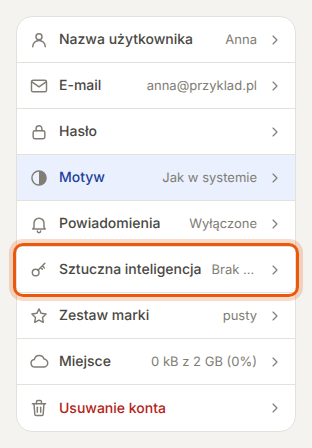 Nazwa użytkownika Anna
E-mail anna@przyklad.pl
Hasło
Motyw Jak w systemie
Powiadomienia Wyłączone
Sztuczna inteligencja Brak ...
Zestaw marki pusty
Miejsce 0 kB z 2 GB (0%)
Usuwanie konta